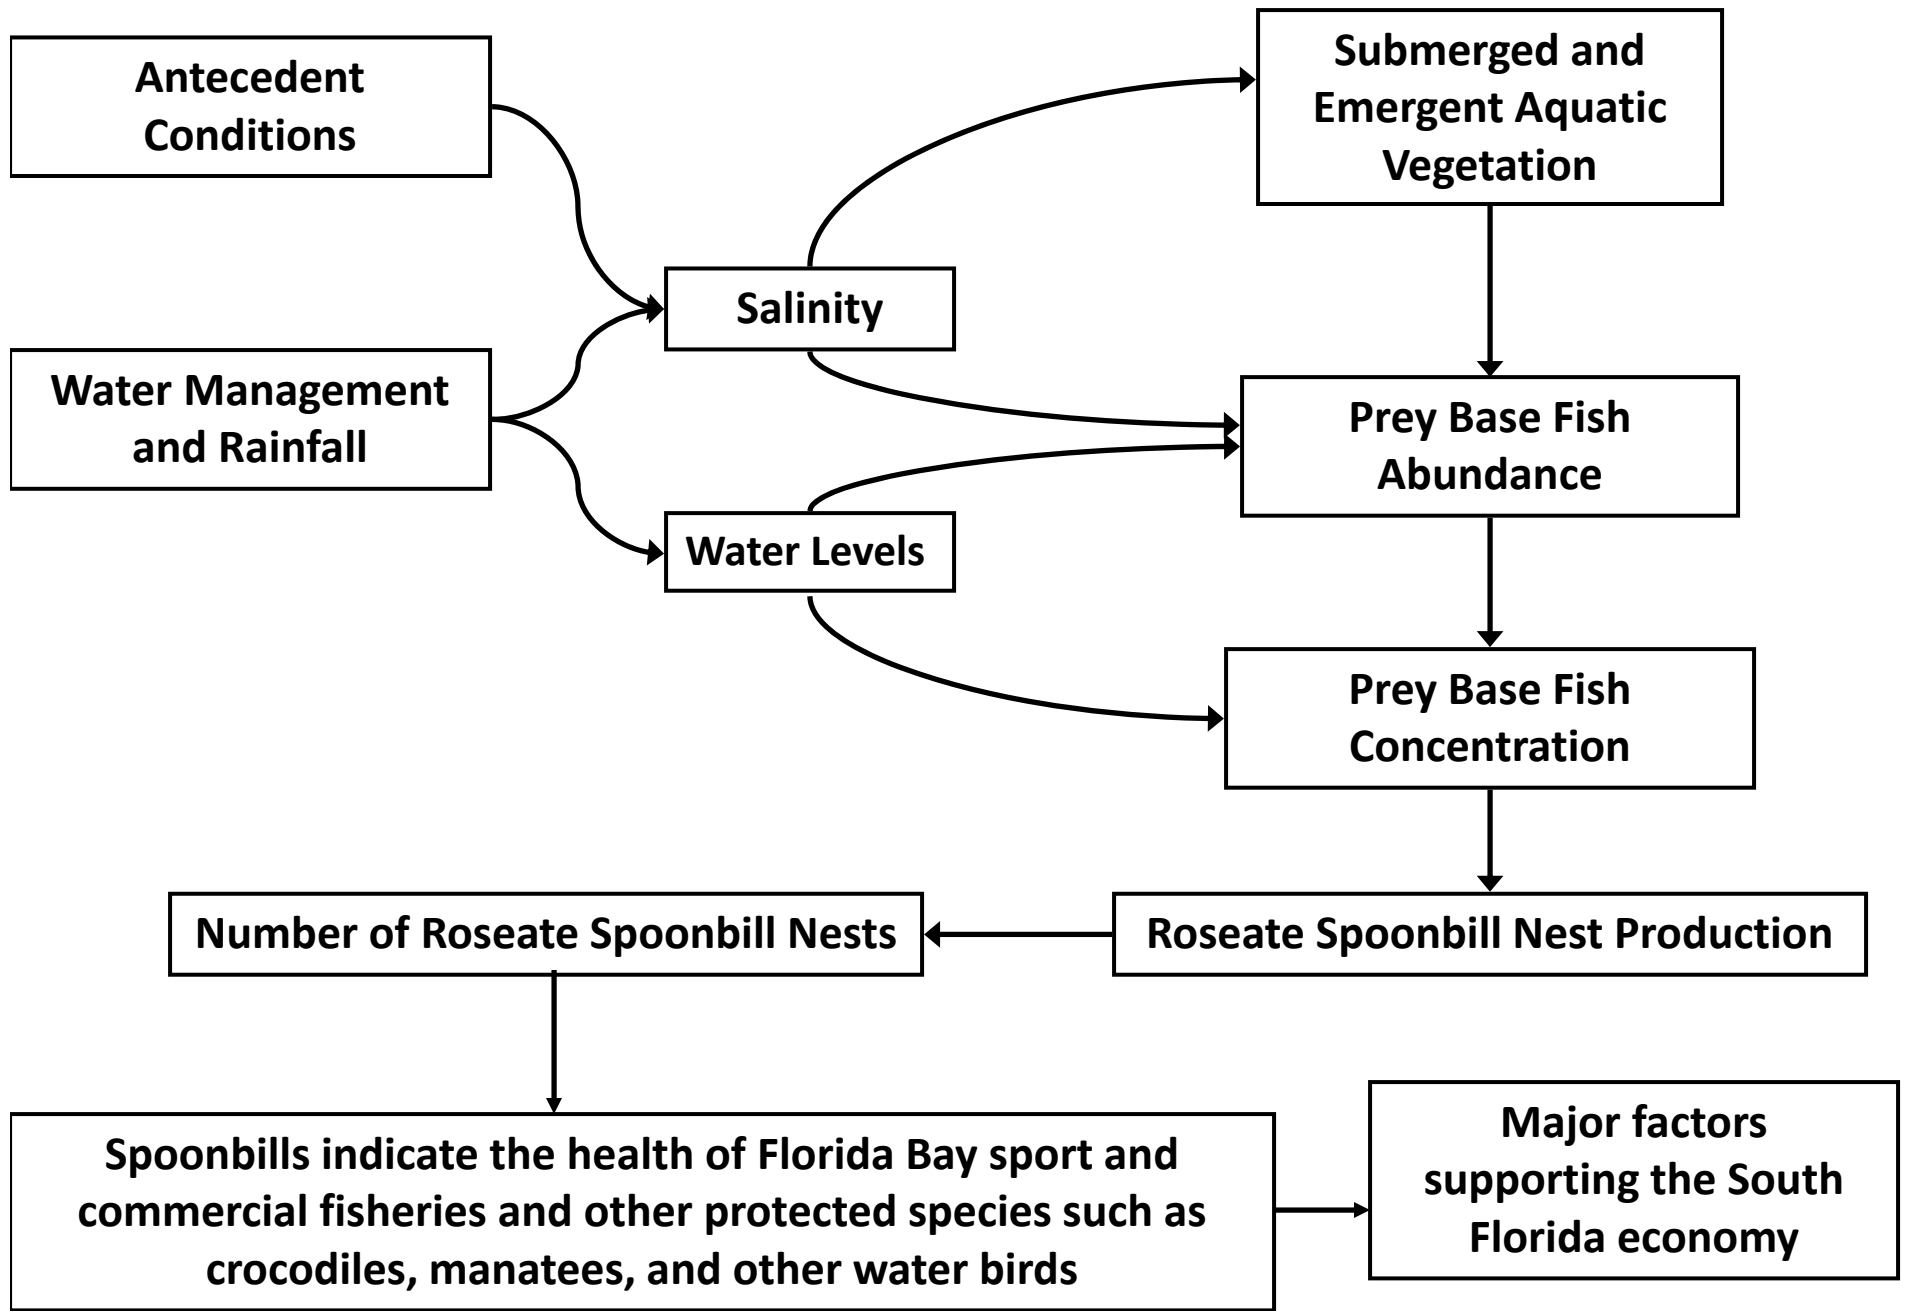 Antecedent
Conditions
Submerged and
Emergent Aquatic
Vegetation
Salinity
Water Management
and Rainfall
Prey Base Fish
Abundance
Water Levels
Prey Base Fish
Concentration
Number of Roseate Spoonbill Nests
Roseate Spoonbill Nest Production
Spoonbills indicate the health of Florida Bay sport and
commercial fisheries and other protected species such as
crocodiles, manatees, and other water birds
Major factors
supporting the South
Florida economy